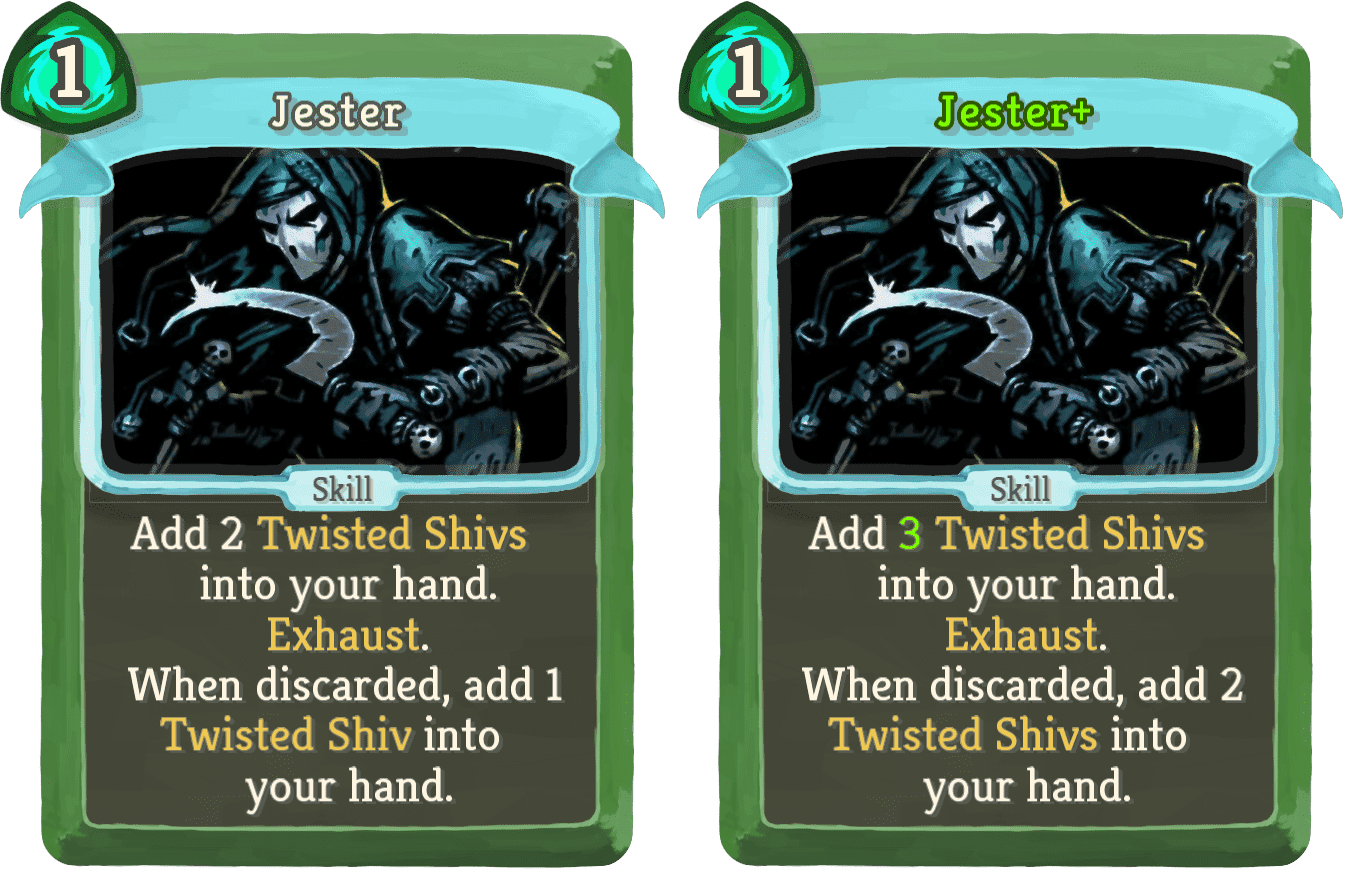 1
Jester
Skill
Add 2 Twisted Shivs
into your hand.
Exhaust.
When discarded, add 1
Twisted Shiv into
your hand.
1
Jester+
Skill
Add 3 Twisted Shivs
into your hand.
Exhaust.
When discarded, add 2
Twisted Shivs into
your hand.